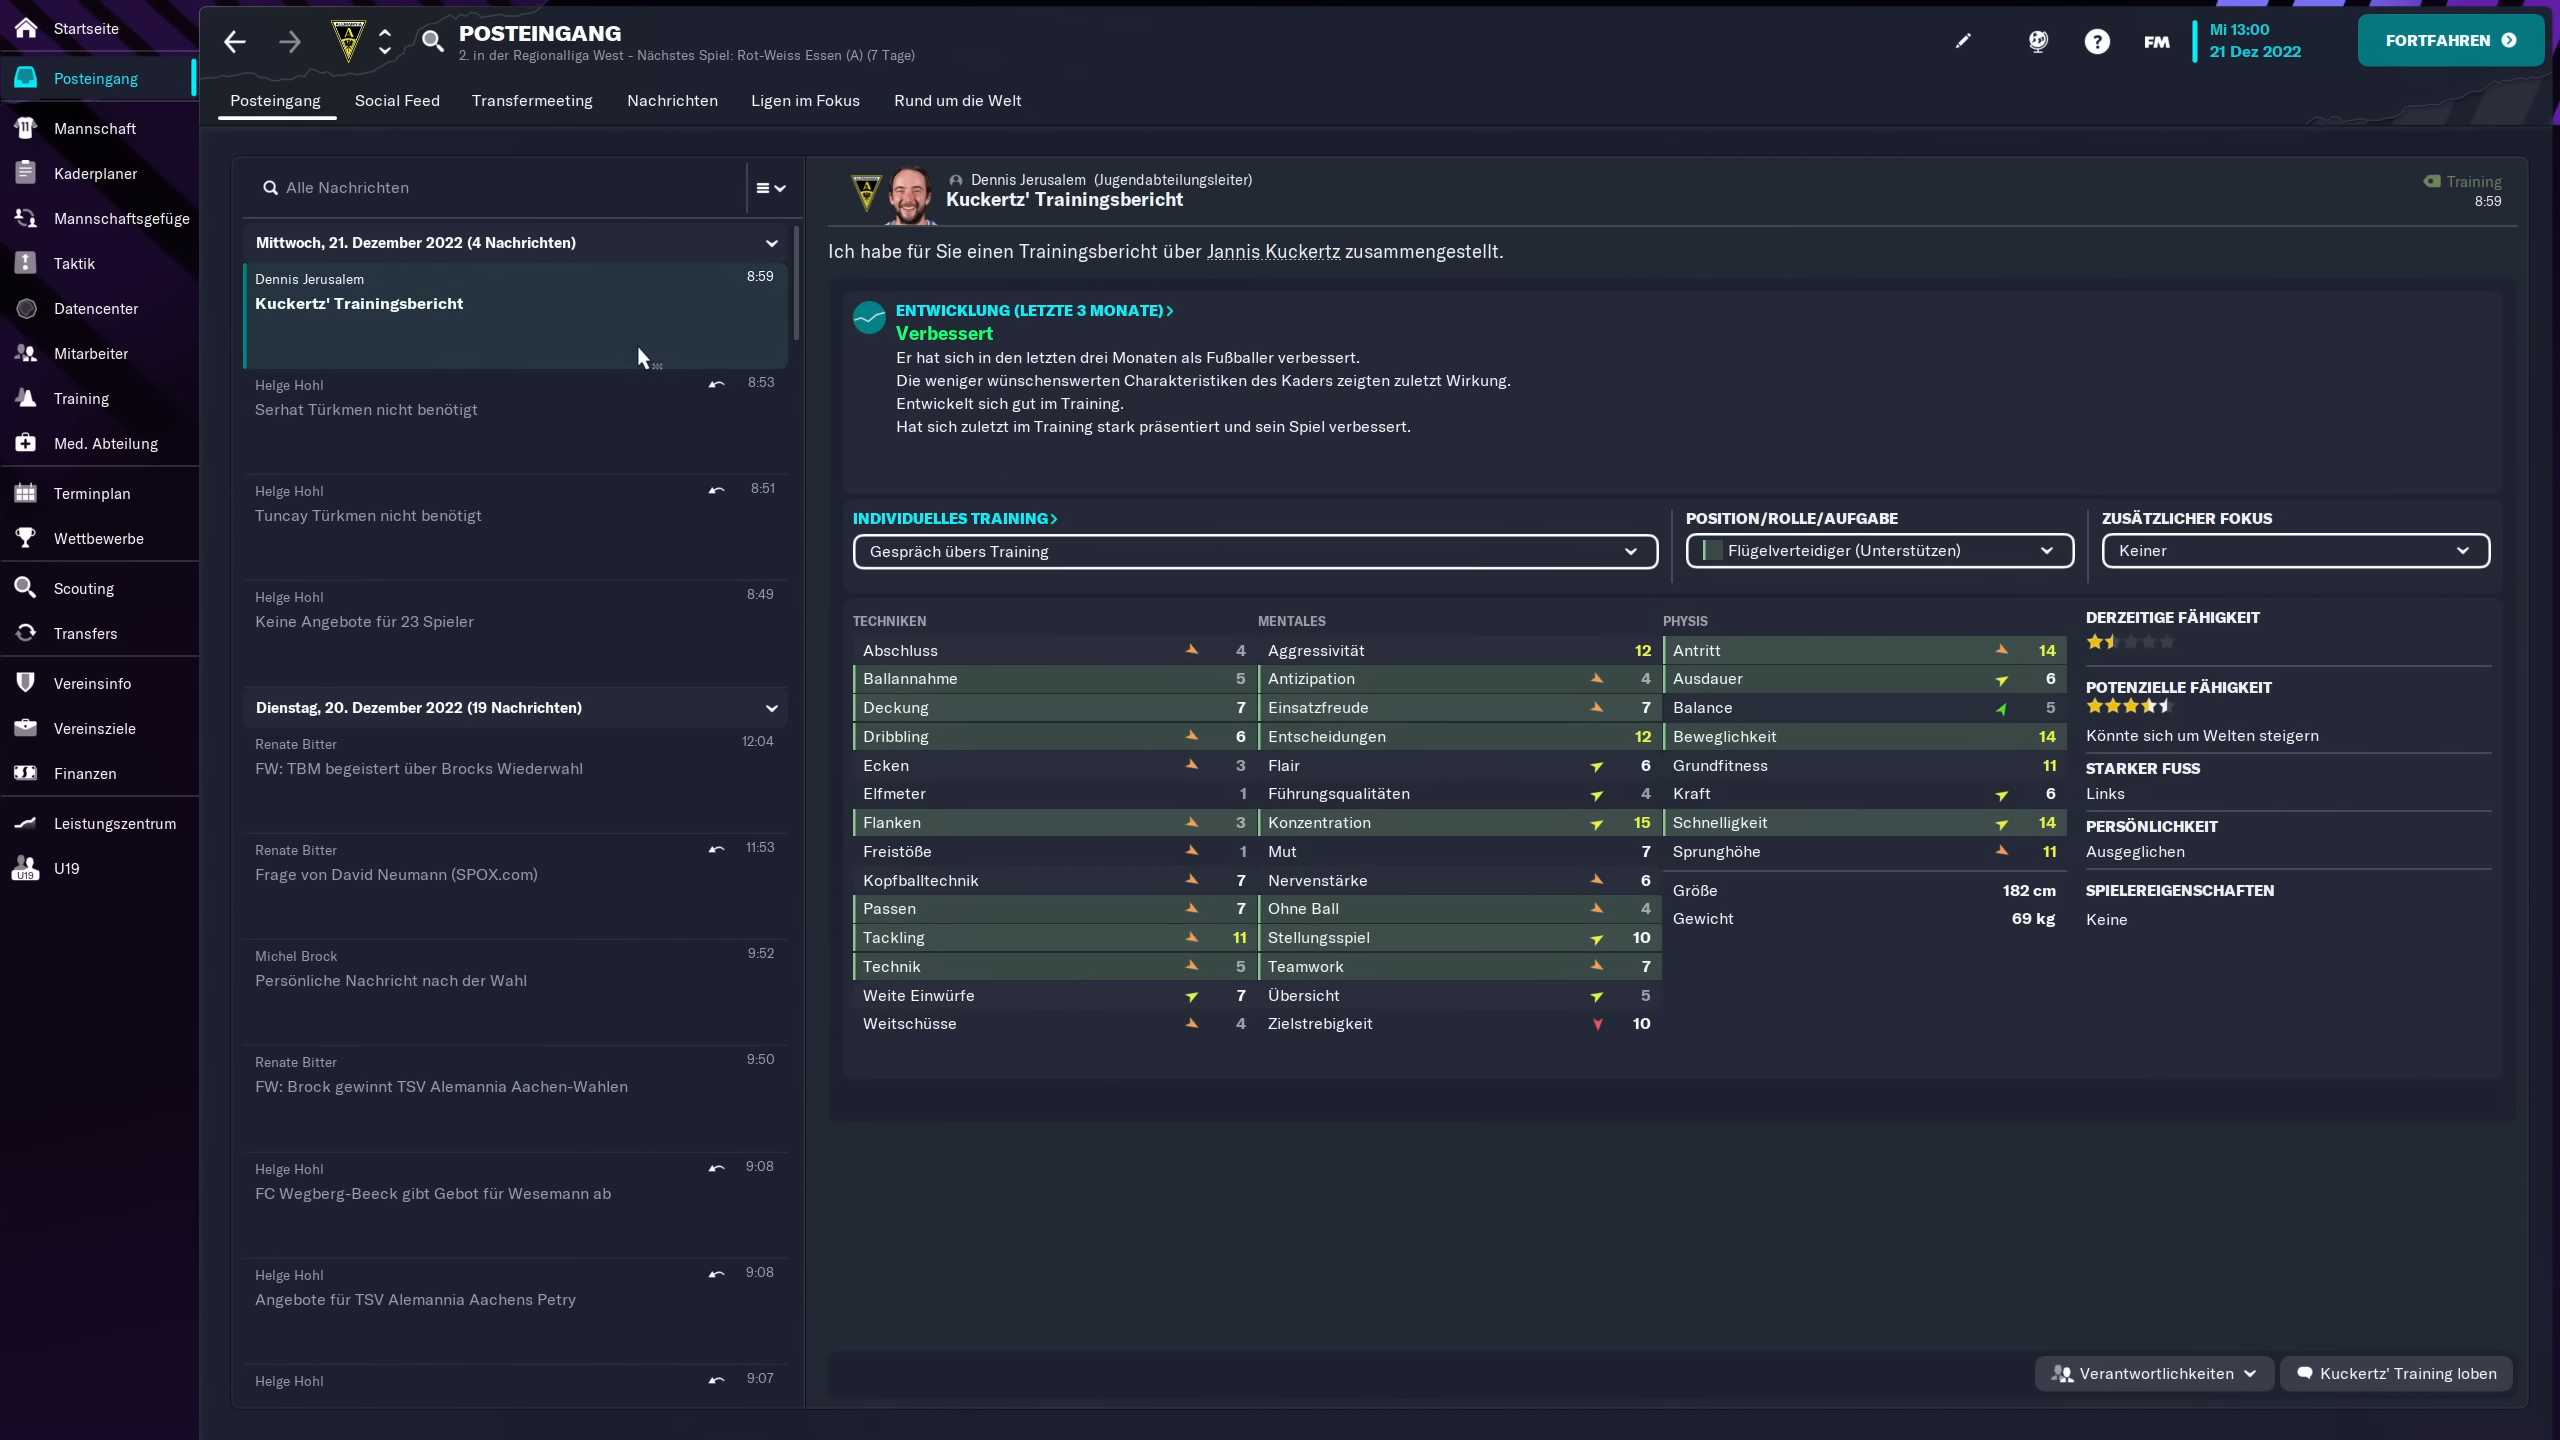 Startseite
Posteingang
Mannschaft
Kaderplaner
Mannschaftsgefüge
Taktik
Datencenter
Mitarbeiter
Training
Med. Abteilung
Terminplan
Wettbewerbe
Scouting
Transfers
Vereinsinfo
Vereinsziele
Finanzen
Leistungszentrum
U19
U19
POSTEINGANG
2. in der Regionalliga West - Nächstes Spiel: Rot-Weiss Essen (A) (7 Tage)
?
FM
Mi 13:00
21 Dez 2022
FORTFAHREN
Posteingang Social Feed Transfermeeting Nachrichten Ligen im Fokus Rund um die Welt
Alle Nachrichten
Mittwoch, 21. Dezember 2022 (4 Nachrichten)
Dennis Jerusalem 8:59
Kuckertz' Trainingsbericht
Helge Hohl 8:53
Serhat Türkmen nicht benötigt
Helge Hohl 8:51
Tuncay Türkmen nicht benötigt
Helge Hohl 8:49
Keine Angebote für 23 Spieler
Dienstag, 20. Dezember 2022 (19 Nachrichten)
Renate Bitter 12:04
FW: TBM begeistert über Brocks Wiederwahl
Renate Bitter 11:53
Frage von David Neumann (SPOX.com)
Michel Brock 9:52
Persönliche Nachricht nach der Wahl
Renate Bitter 9:50
FW: Brock gewinnt TSV Alemannia Aachen-Wahlen
Helge Hohl 9:08
FC Wegberg-Beeck gibt Gebot für Wesemann ab
Helge Hohl 9:08
Angebote für TSV Alemannia Aachens Petry
Helge Hohl 9:07
Dennis Jerusalem (Jugendabteilungsleiter)
Kuckertz' Trainingsbericht
Training
8:59
Ich habe für Sie einen Trainingsbericht über Jannis Kuckertz zusammengestellt.
ENTWICKLUNG (LETZTE 3 MONATE)
Verbessert
Er hat sich in den letzten drei Monaten als Fußballer verbessert.
Die weniger wünschenswerten Charakteristiken des Kaders zeigten zuletzt Wirkung.
Entwickelt sich gut im Training.
Hat sich zuletzt im Training stark präsentiert und sein Spiel verbessert.
INDIVIDUELLES TRAINING
Gespräch übers Training
POSITION/ROLLE/AUFGABE
Flügelverteidiger (Unterstützen)
ZUSÄTZLICHER FOKUS
Keiner
TECHNIKEN
Abschluss 4
Ballannahme 5
Deckung 7
Dribbling 6
Ecken 3
Elfmeter 1
Flanken 3
Freistöße 1
Kopfballtechnik 7
Passen 7
Tackling 11
Technik 5
Weite Einwürfe 7
Weitschüsse 4
MENTALES
Aggressivität 12
Antizipation 4
Einsatzfreude 7
Entscheidungen 12
Flair 6
Führungsqualitäten 4
Konzentration 15
Mut 7
Nervenstärke 6
Ohne Ball 4
Stellungsspiel 10
Teamwork 7
Übersicht 5
Zielstrebigkeit 10
PHYSIS
Antritt 14
Ausdauer 6
Balance 5
Beweglichkeit 14
Grundfitness 11
Kraft 6
Schnelligkeit 14
Sprunghöhe 11
Größe 182 cm
Gewicht 69 kg
DERZEITIGE FÄHIGKEIT
POTENZIELLE FÄHIGKEIT
Könnte sich um Welten steigern
STARKER FUSS
Links
PERSÖNLICHKEIT
Ausgeglichen
SPIELEREIGENSCHAFTEN
Keine
Verantwortlichkeiten
Kuckertz' Training loben